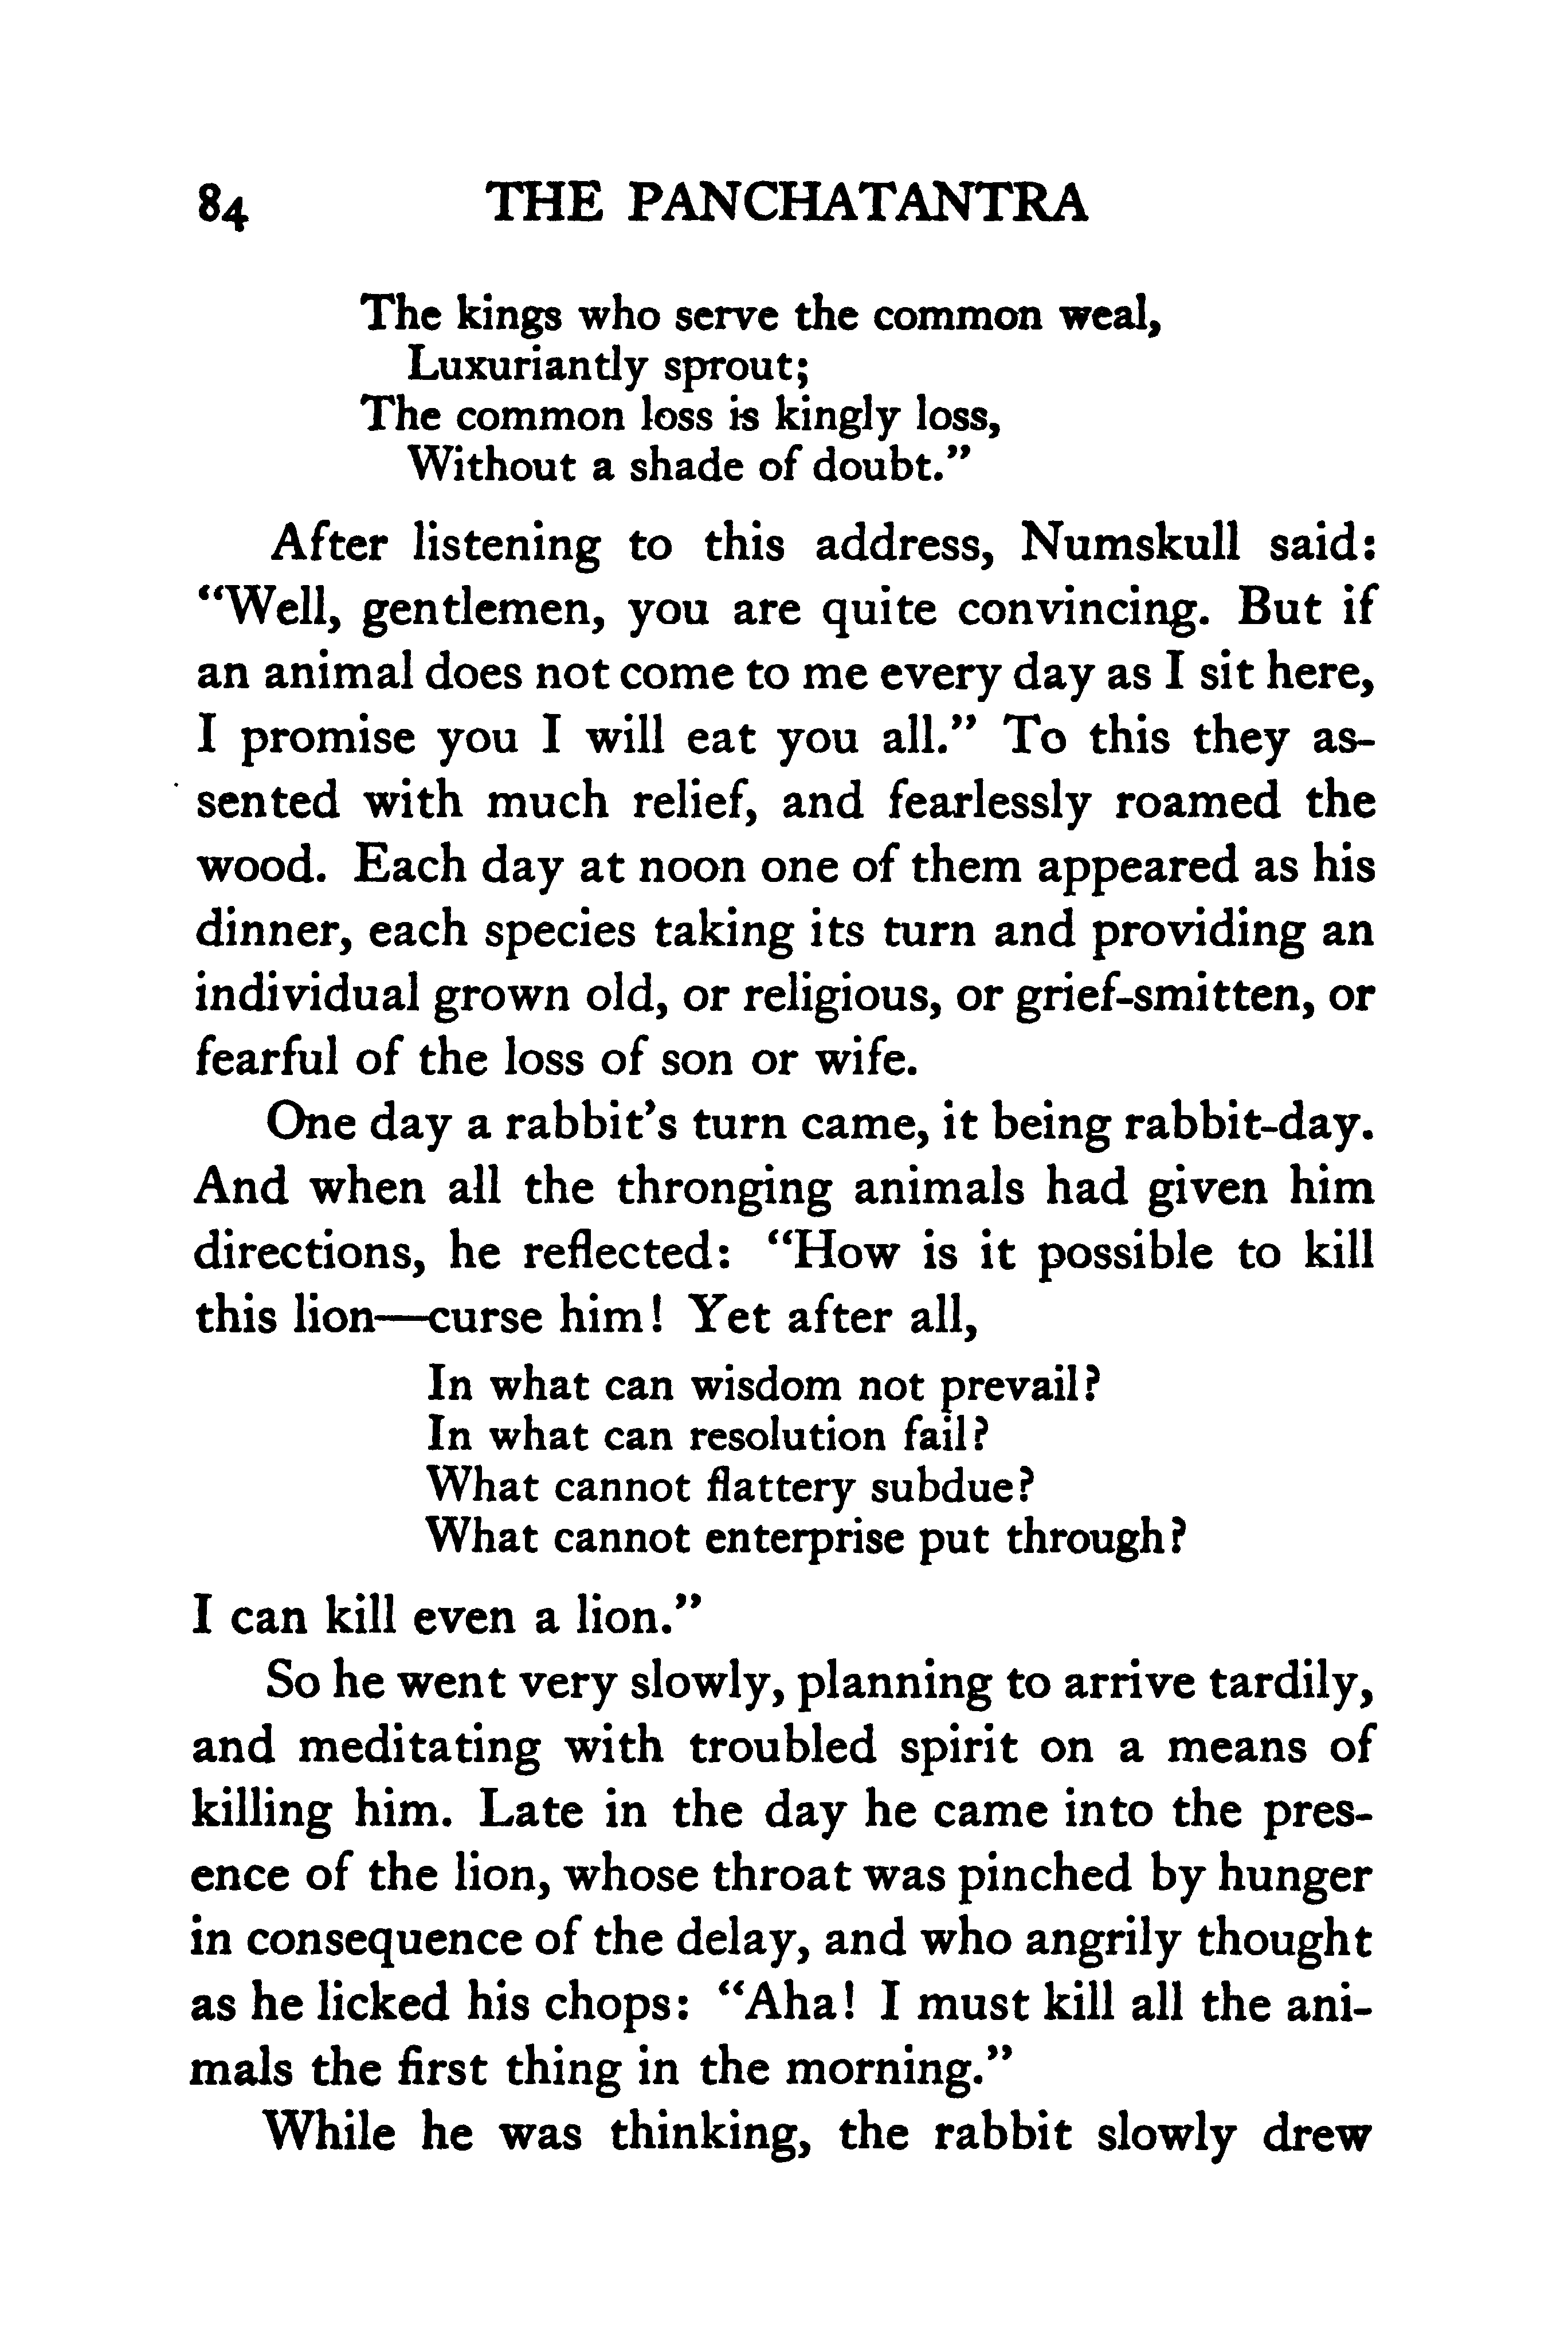 84 THE PANCHATANTRA
The kings who serve the common weal,
Luxuriantly sprout;
The common loss is kingly loss,
Without a shade of doubt.”
After listening to this address, Numskull said:
“Well, gentlemen, you are quite convincing. But if
an animal does not come to me every day as I sit here,
I promise you I will eat you all.” To this they as-
sented with much relief, and fearlessly roamed the
wood. Each day at noon one of them appeared as his
dinner, each species taking its turn and providing an
individual grown old, or religious, or grief-smitten, or
fearful of the loss of son or wife.
One day a rabbit’s turn came, it being rabbit-day.
And when all the thronging animals had given him
directions, he reflected: “How is it possible to kill
this lion—curse him! Yet after all,
In what can wisdom not prevail?
In what can resolution fail?
What cannot flattery subdue?
What cannot enterprise put through?
I can kill even a lion.”
So he went very slowly, planning to arrive tardily,
and meditating with troubled spirit on a means of
killing him. Late in the day he came into the pres-
ence of the lion, whose throat was pinched by hunger
in consequence of the delay, and who angrily thought
as he licked his chops: “Aha! I must kill all the ani-
mals the first thing in the morning.”
While he was thinking, the rabbit slowly drew